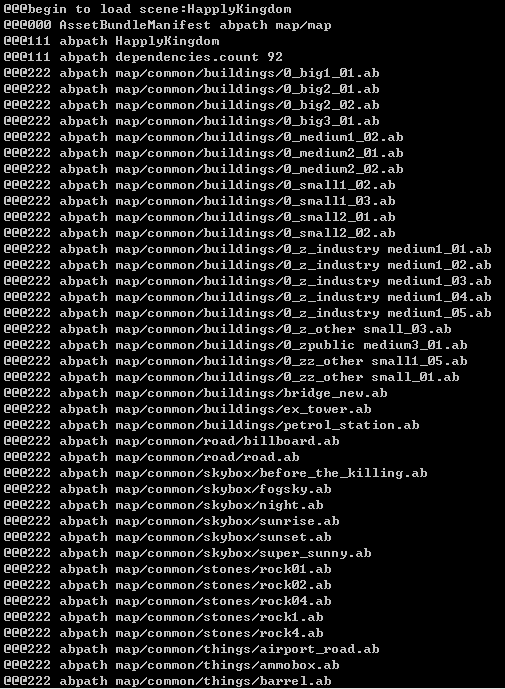 @@@begin to load scene:HapplyKingdom
@@@000 AssetBundleManifest abpath map/map
@@@111 abpath HapplyKingdom
@@@111 abpath dependencies.count 92
@@@222 abpath map/common/buildings/0_big1_01.ab
@@@222 abpath map/common/buildings/0_big2_01.ab
@@@222 abpath map/common/buildings/0_big2_02.ab
@@@222 abpath map/common/buildings/0_big3_01.ab
@@@222 abpath map/common/buildings/0_medium1_02.ab
@@@222 abpath map/common/buildings/0_medium2_01.ab
@@@222 abpath map/common/buildings/0_medium2_02.ab
@@@222 abpath map/common/buildings/0_small1_02.ab
@@@222 abpath map/common/buildings/0_small1_03.ab
@@@222 abpath map/common/buildings/0_small2_01.ab
@@@222 abpath map/common/buildings/0_small2_02.ab
@@@222 abpath map/common/buildings/0_z_industry medium1_01.ab
@@@222 abpath map/common/buildings/0_z_industry medium1_02.ab
@@@222 abpath map/common/buildings/0_z_industry medium1_03.ab
@@@222 abpath map/common/buildings/0_z_industry medium1_04.ab
@@@222 abpath map/common/buildings/0_z_industry medium1_05.ab
@@@222 abpath map/common/buildings/0_z_other small_03.ab
@@@222 abpath map/common/buildings/0_zpublic medium3_01.ab
@@@222 abpath map/common/buildings/0_zz_other small1_05.ab
@@@222 abpath map/common/buildings/0_zz_other small_01.ab
@@@222 abpath map/common/buildings/bridge_new.ab
@@@222 abpath map/common/buildings/ex_tower.ab
@@@222 abpath map/common/buildings/petrol_station.ab
@@@222 abpath map/common/road/billboard.ab
@@@222 abpath map/common/road/road.ab
@@@222 abpath map/common/skybox/before_the_killing.ab
@@@222 abpath map/common/skybox/fogsky.ab
@@@222 abpath map/common/skybox/night.ab
@@@222 abpath map/common/skybox/sunrise.ab
@@@222 abpath map/common/skybox/sunset.ab
@@@222 abpath map/common/skybox/super_sunny.ab
@@@222 abpath map/common/stones/rock01.ab
@@@222 abpath map/common/stones/rock02.ab
@@@222 abpath map/common/stones/rock04.ab
@@@222 abpath map/common/stones/rock1.ab
@@@222 abpath map/common/stones/rock4.ab
@@@222 abpath map/common/things/airport_road.ab
@@@222 abpath map/common/things/ammobox.ab
@@@222 abpath map/common/things/barrel.ab